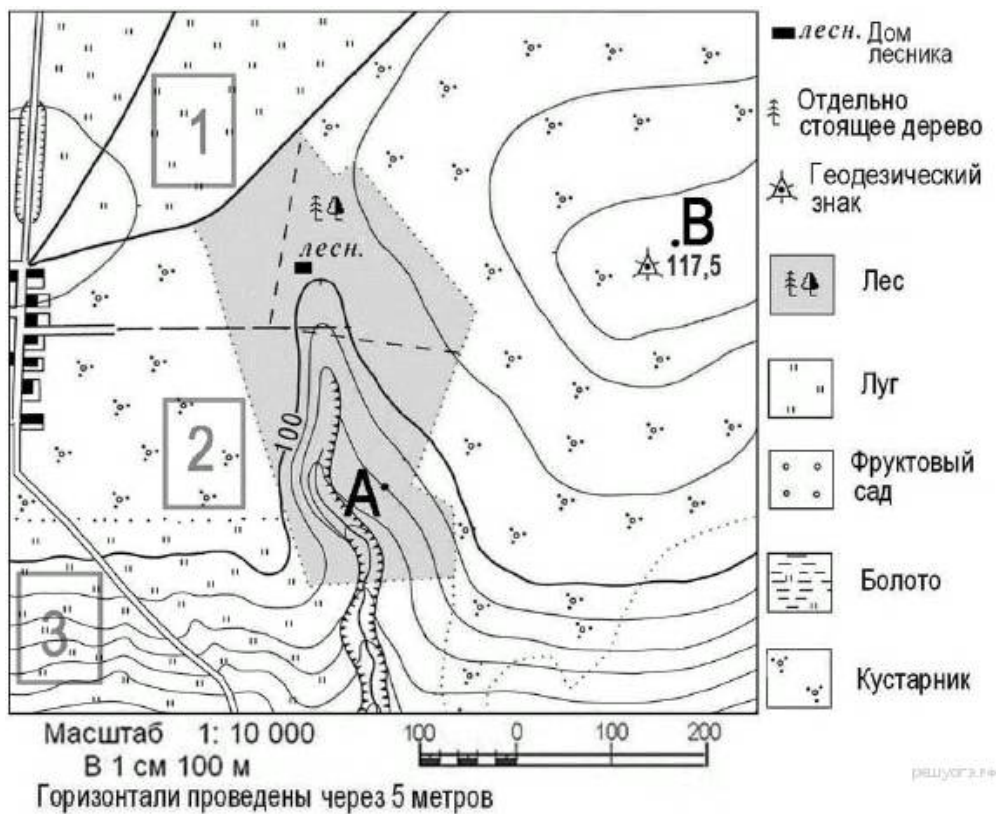 1
лесн.
В
117,5
100
2
А
3
лесн. Дом
лесника
Отдельно
стоящее дерево
Геодезический
знак
Лес
Луг
Фруктовый
сад
Болото
Кустарник
Масштаб 1: 10 000
В 1 см 100 м
Горизонтали проведены через 5 метров
100 0 100 200
решуогэ.рф